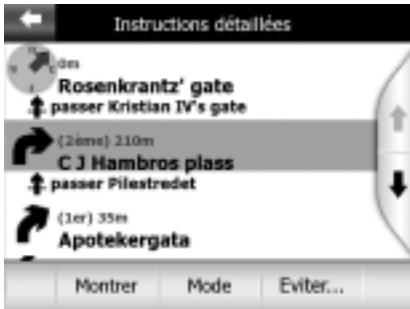 Instructions détaillées
0m
Rosenkrantz' gate
passer Kristian IV's gate
(2ème) 210m
C J Hambros plass
passer Pilestredet
(1er) 35m
Apotekergata
Montrer Mode Eviter...